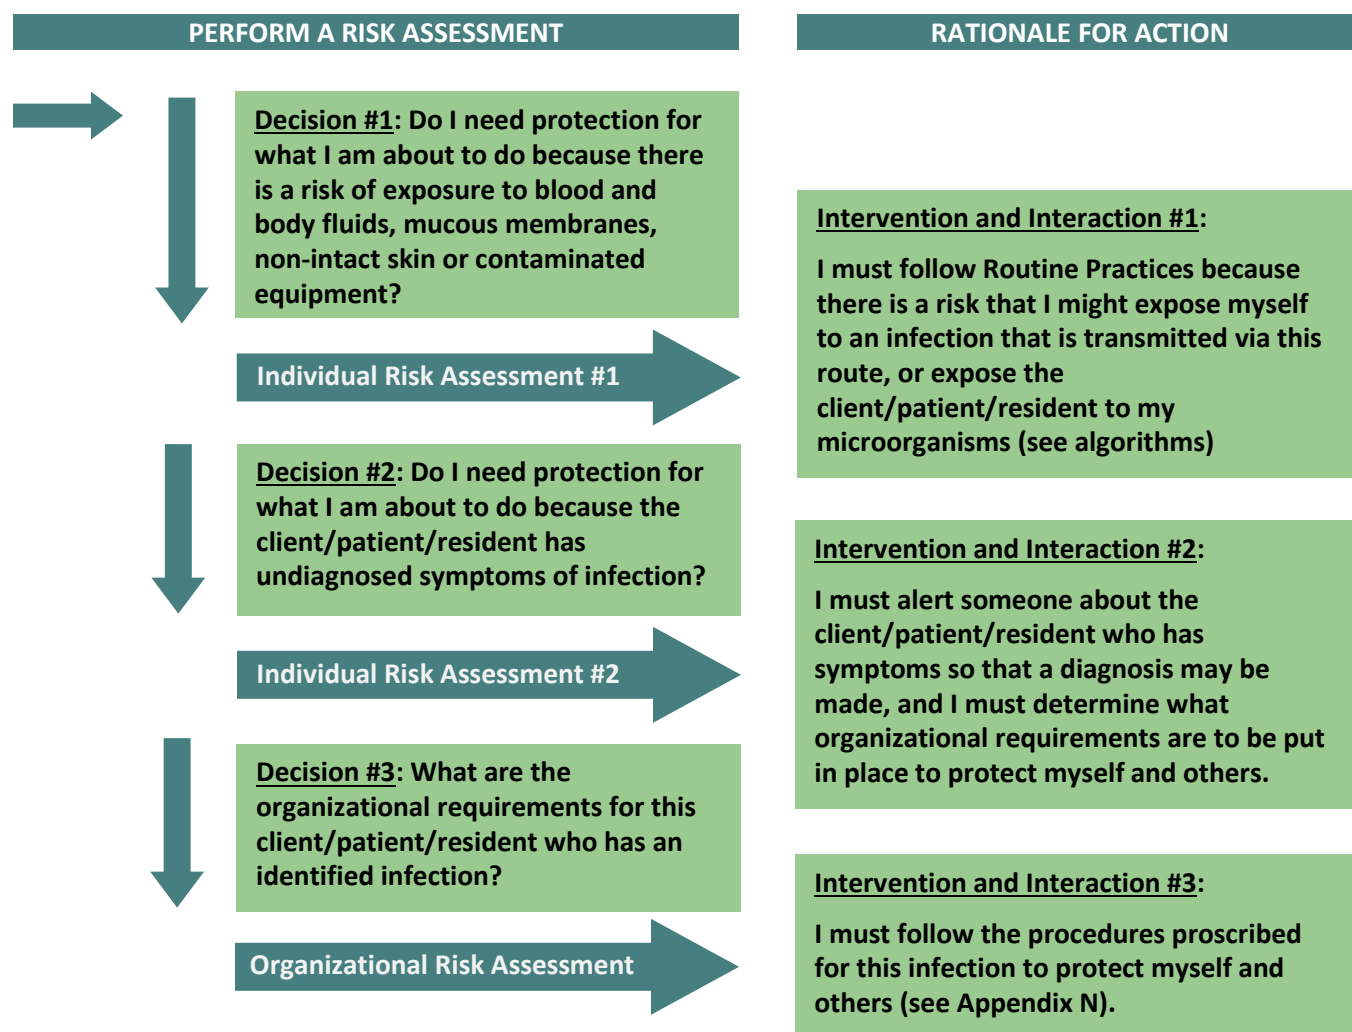 PERFORM A RISK ASSESSMENT
RATIONALE FOR ACTION
Decision #1: Do I need protection for
what I am about to do because there
is a risk of exposure to blood and
body fluids, mucous membranes,
non-intact skin or contaminated
equipment?
Individual Risk Assessment #1
Intervention and Interaction #1:
I must follow Routine Practices because
there is a risk that I might expose myself
to an infection that is transmitted via this
route, or expose the
client/patient/resident to my
microorganisms (see algorithms)
Decision #2: Do I need protection for
what I am about to do because the
client/patient/resident has
undiagnosed symptoms of infection?
Individual Risk Assessment #2
Intervention and Interaction #2:
I must alert someone about the
client/patient/resident who has
symptoms so that a diagnosis may be
made, and I must determine what
organizational requirements are to be put
in place to protect myself and others.
Decision #3: What are the
organizational requirements for this
client/patient/resident who has an
identified infection?
Organizational Risk Assessment
Intervention and Interaction #3:
I must follow the procedures proscribed
for this infection to protect myself and
others (see Appendix N).